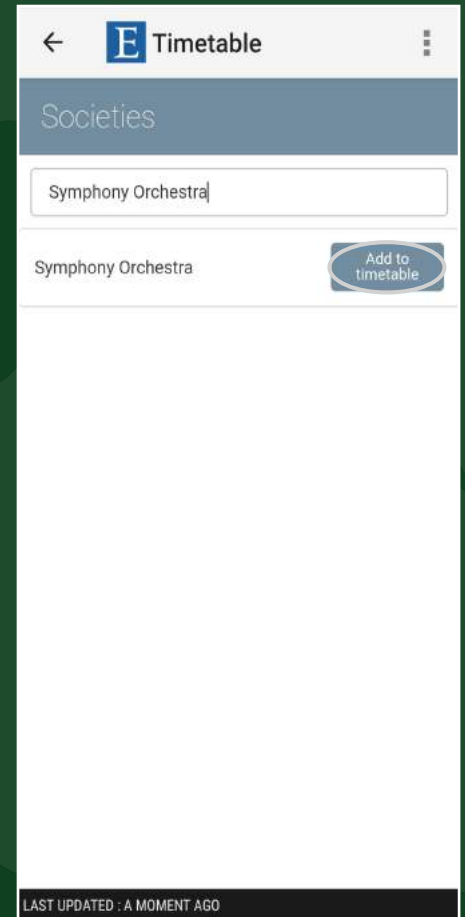 E Timetable
Societies
Symphony Orchestra
Symphony Orchestra
Add to
timetable
LAST UPDATED : A MOMENT AGO